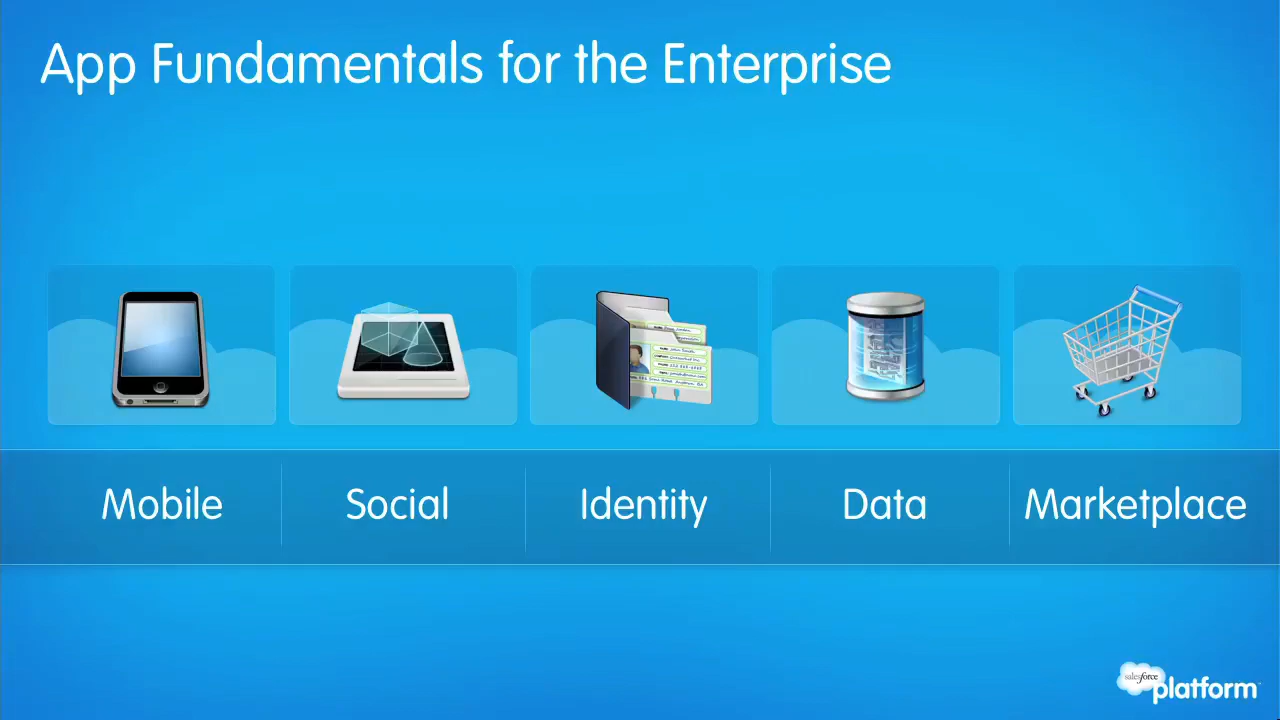 App Fundamentals for the Enterprise
Mobile
Social
Identity
Data
Marketplace
salesforce
platform